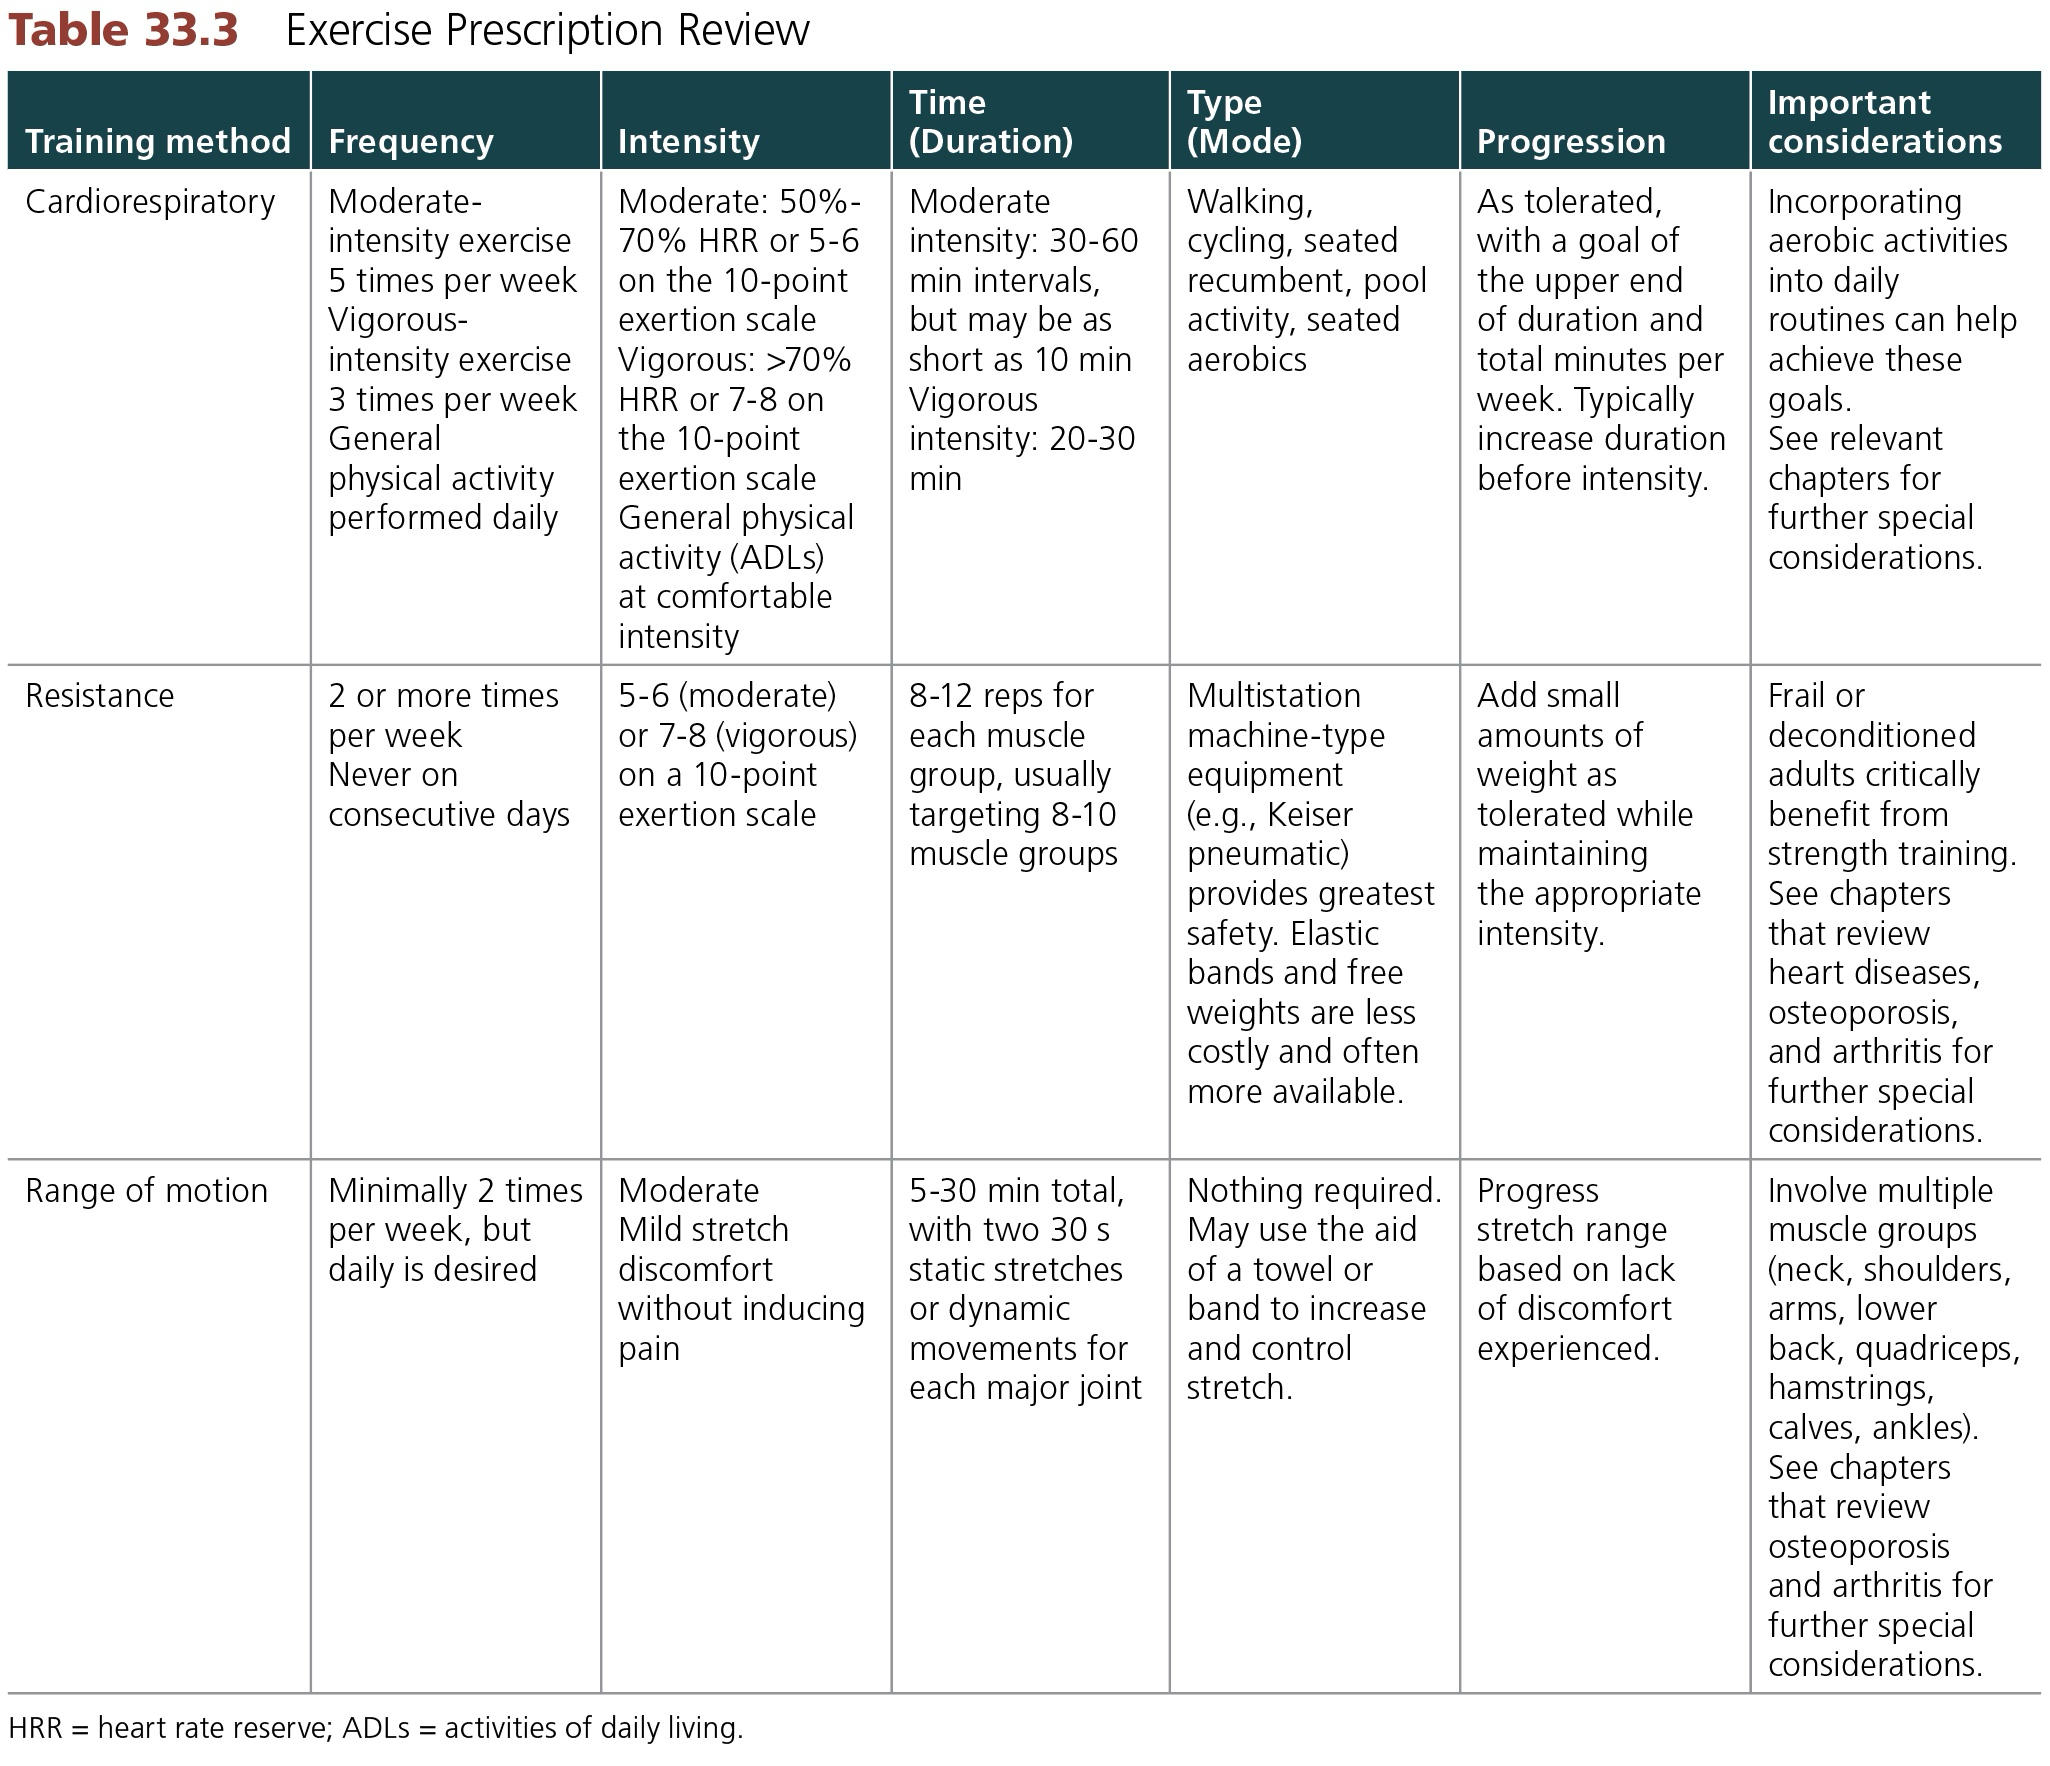 Table 33.3 Exercise Prescription Review
Training method
Frequency
Intensity
Time
(Duration)
Type
(Mode)
Progression
Important
considerations
Cardiorespiratory
Moderate-
intensity exercise
5 times per week
Vigorous-
intensity exercise
3 times per week
General
physical activity
performed daily
Moderate: 50%-
70% HRR or 5-6
on the 10-point
exertion scale
Vigorous: >70%
HRR or 7-8 on
the 10-point
exertion scale
General physical
activity (ADLs)
at comfortable
intensity
Moderate
intensity: 30-60
min intervals,
but may be as
short as 10 min
Vigorous
intensity: 20-30
min
Walking,
cycling, seated
recumbent, pool
activity, seated
aerobics
As tolerated,
with a goal of
the upper end
of duration and
total minutes per
week. Typically
increase duration
before intensity.
Incorporating
aerobic activities
into daily
routines can help
achieve these
goals.
See relevant
chapters for
further special
considerations.
Resistance
2 or more times
per week
Never on
consecutive days
5-6 (moderate)
or 7-8 (vigorous)
on a 10-point
exertion scale
8-12 reps for
each muscle
group, usually
targeting 8-10
muscle groups
Multistation
machine-type
equipment
(e.g., Keiser
pneumatic)
provides greatest
safety. Elastic
bands and free
weights are less
costly and often
more available.
Add small
amounts of
weight as
tolerated while
maintaining
the appropriate
intensity.
Frail or
deconditioned
adults critically
benefit from
strength training.
See chapters
that review
heart diseases,
osteoporosis,
and arthritis for
further special
considerations.
Range of motion
Minimally 2 times
per week, but
daily is desired
Moderate
Mild stretch
discomfort
without inducing
pain
5-30 min total,
with two 30 s
static stretches
or dynamic
movements for
each major joint
Nothing required.
May use the aid
of a towel or
band to increase
and control
stretch.
Progress
stretch range
based on lack
of discomfort
experienced.
Involve multiple
muscle groups
(neck, shoulders,
arms, lower
back, quadriceps,
hamstrings,
calves, ankles).
See chapters
that review
osteoporosis
and arthritis for
further special
considerations.
HRR = heart rate reserve; ADLs = activities of daily living.